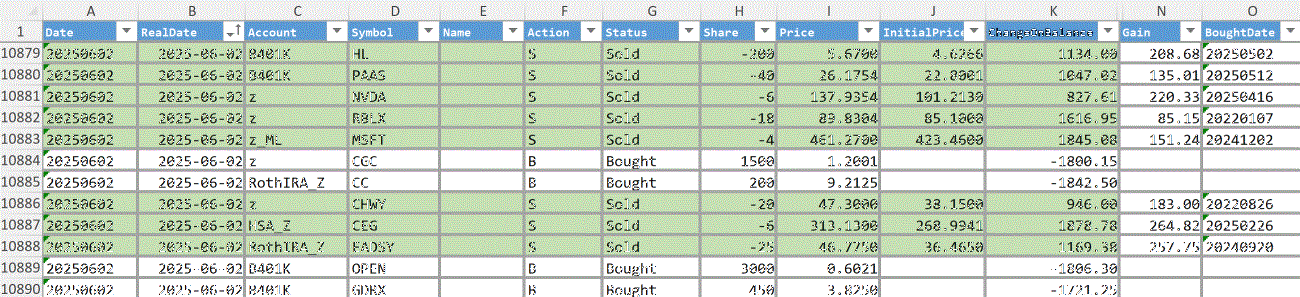 A B C D E F G H I J K N O
1 Date RealDate Account Symbol Name Action Status Share Price InitialPrice ChangeOnBalance Gain BoughtDate
10879 20250602 2025-06-02 B401K HL S Sold -200 5.6700 4.6266 1134.00 208.68 20250502
10880 20250602 2025-06-02 B401K PAAS S Sold -40 26.1754 22.8001 1047.02 135.01 20250512
10881 20250602 2025-06-02 z NVDA S Sold -6 137.9354 101.2130 827.61 220.33 20250416
10882 20250602 2025-06-02 z RBLX S Sold -18 89.8304 85.1000 1616.95 85.15 20220107
10883 20250602 2025-06-02 z_ML MSFT S Sold -4 461.2700 423.4600 1845.08 151.24 20241202
10884 20250602 2025-06-02 z CGC B Bought 1500 1.2001 -1800.15
10885 20250602 2025-06-02 RothIRA_Z CC B Bought 200 9.2125 -1842.50
10886 20250602 2025-06-02 z CHWY S Sold -20 47.3000 38.1500 946.00 183.00 20220826
10887 20250602 2025-06-02 HSA_Z CEG S Sold -6 313.1300 268.9941 1878.78 264.82 20250226
10888 20250602 2025-06-02 RothIRA_Z EADSY S Sold -25 46.7750 36.4650 1169.38 257.75 20240920
10889 20250602 2025-06-02 B401K OPEN B Bought 3000 0.6021 -1806.30
10890 20250602 2025-06-02 B401K GDRX B Bought 450 3.8250 -1721.25